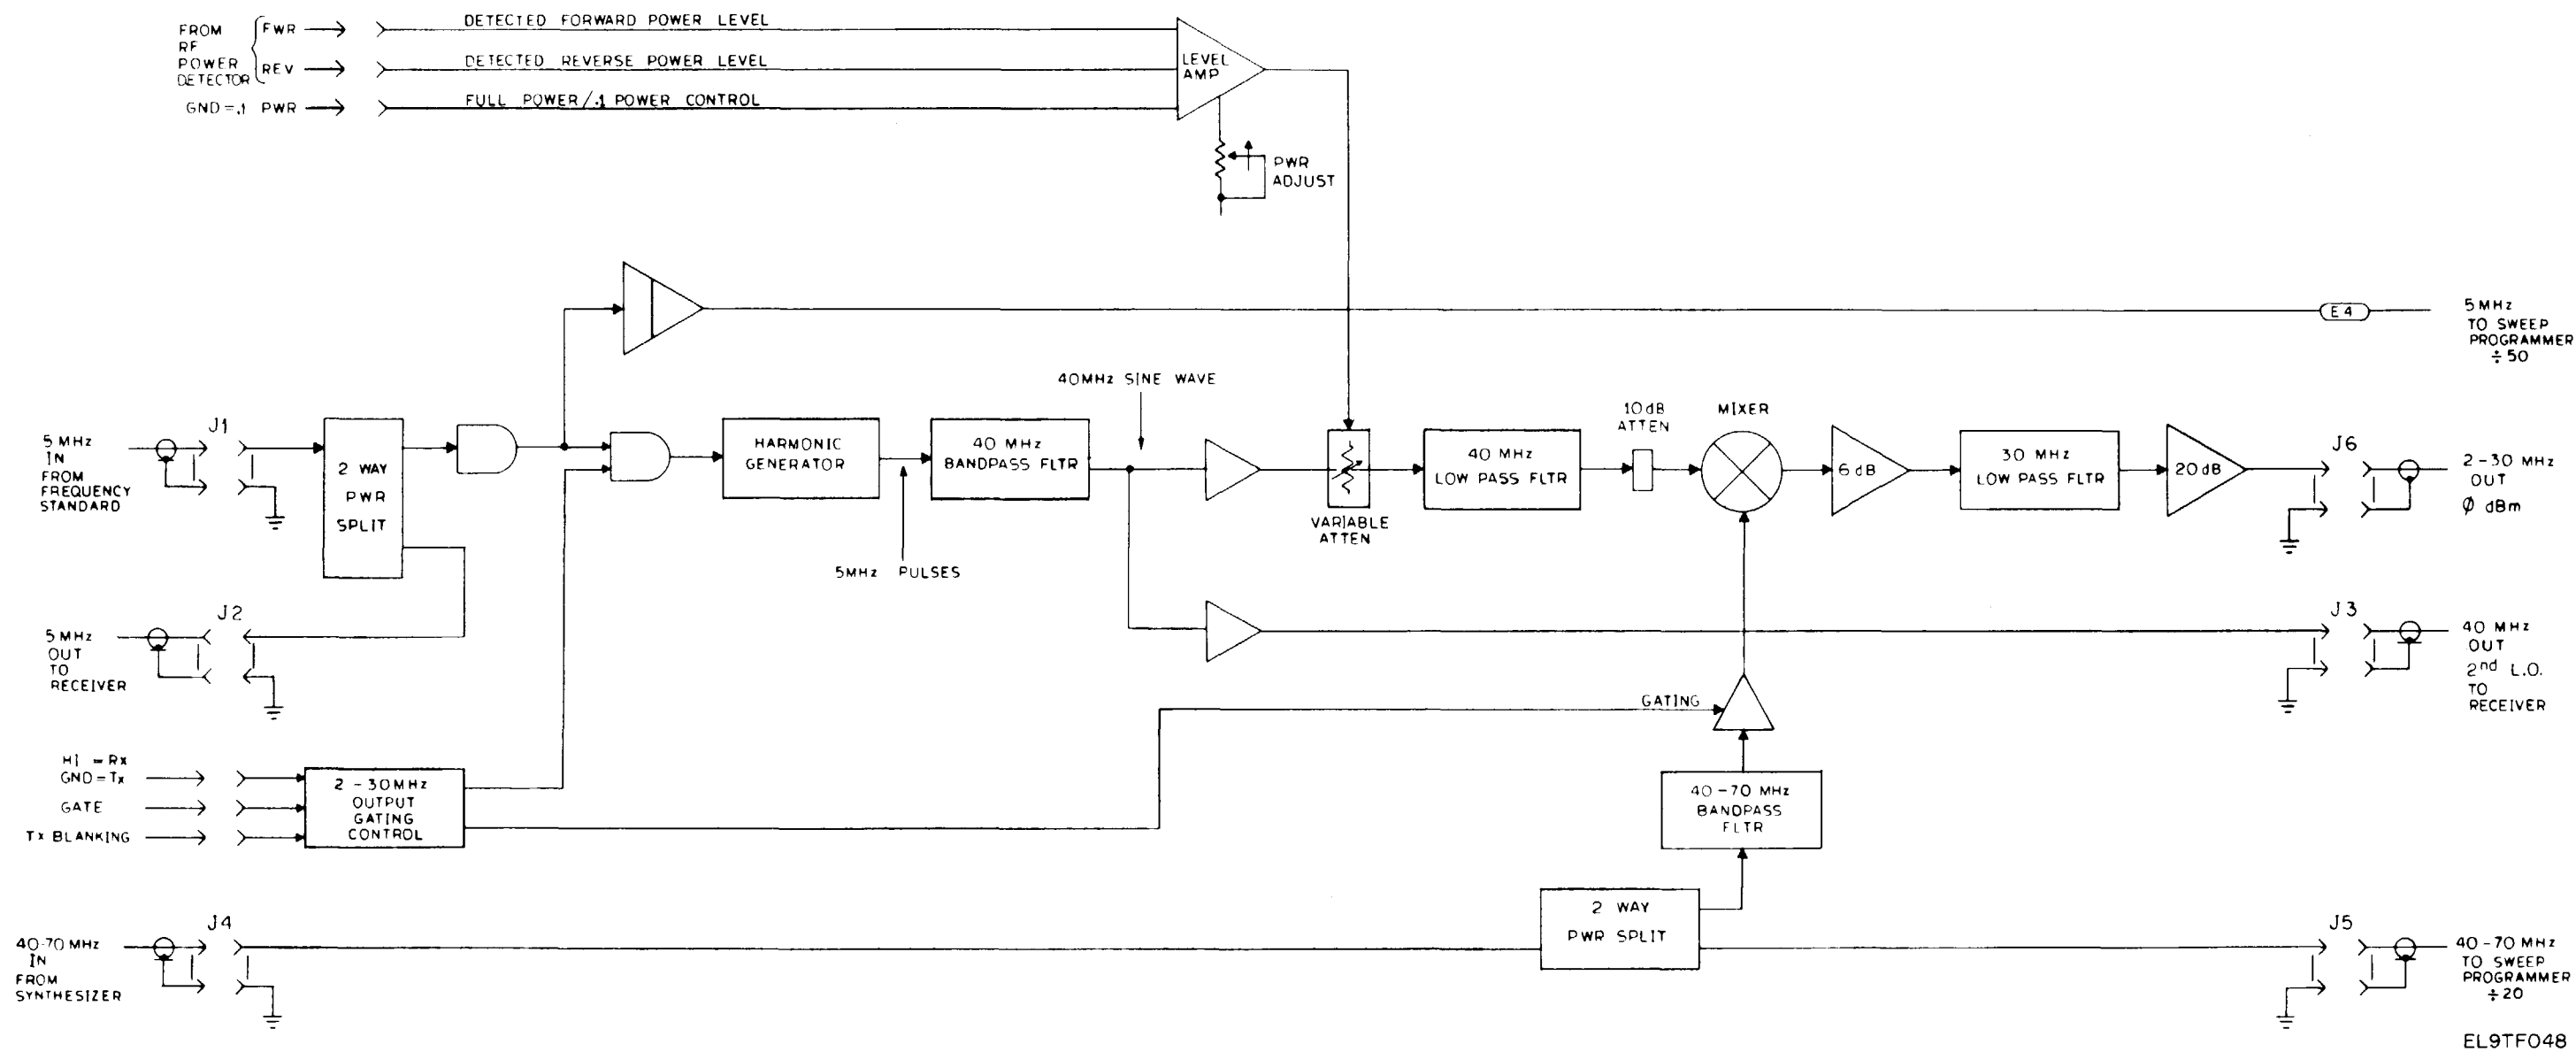 FROM
RF
POWER
DETECTOR
FWR
REV
GND=.1 PWR
DETECTED FORWARD POWER LEVEL
DETECTED REVERSE POWER LEVEL
FULL POWER/.1 POWER CONTROL
LEVEL
AMP
PWR
ADJUST
E4
5MHz
TO SWEEP
PROGRAMMER
÷50
40MHz SINE WAVE
5 MHz
IN
FROM
FREQUENCY
STANDARD
J1
2 WAY
PWR
SPLIT
HARMONIC
GENERATOR
5MHz PULSES
40 MHz
BANDPASS FLTR
VARIABLE
ATTEN
40 MHz
LOW PASS FLTR
10dB
ATTEN
MIXER
6dB
30 MHz
LOW PASS FLTR
20dB
J6
2-30 MHz
OUT
Ø dBm
5MHz
OUT
TO
RECEIVER
J2
J3
40 MHz
OUT
2nd L.O.
TO
RECEIVER
GATING
HI = Rx
GND=Tx
GATE
Tx BLANKING
2-30MHz
OUTPUT
GATING
CONTROL
40-70 MHz
BANDPASS
FLTR
40-70MHz
IN
FROM
SYNTHESIZER
J4
2 WAY
PWR SPLIT
J5
40-70 MHz
TO SWEEP
PROGRAMMER
÷20
EL9TF048